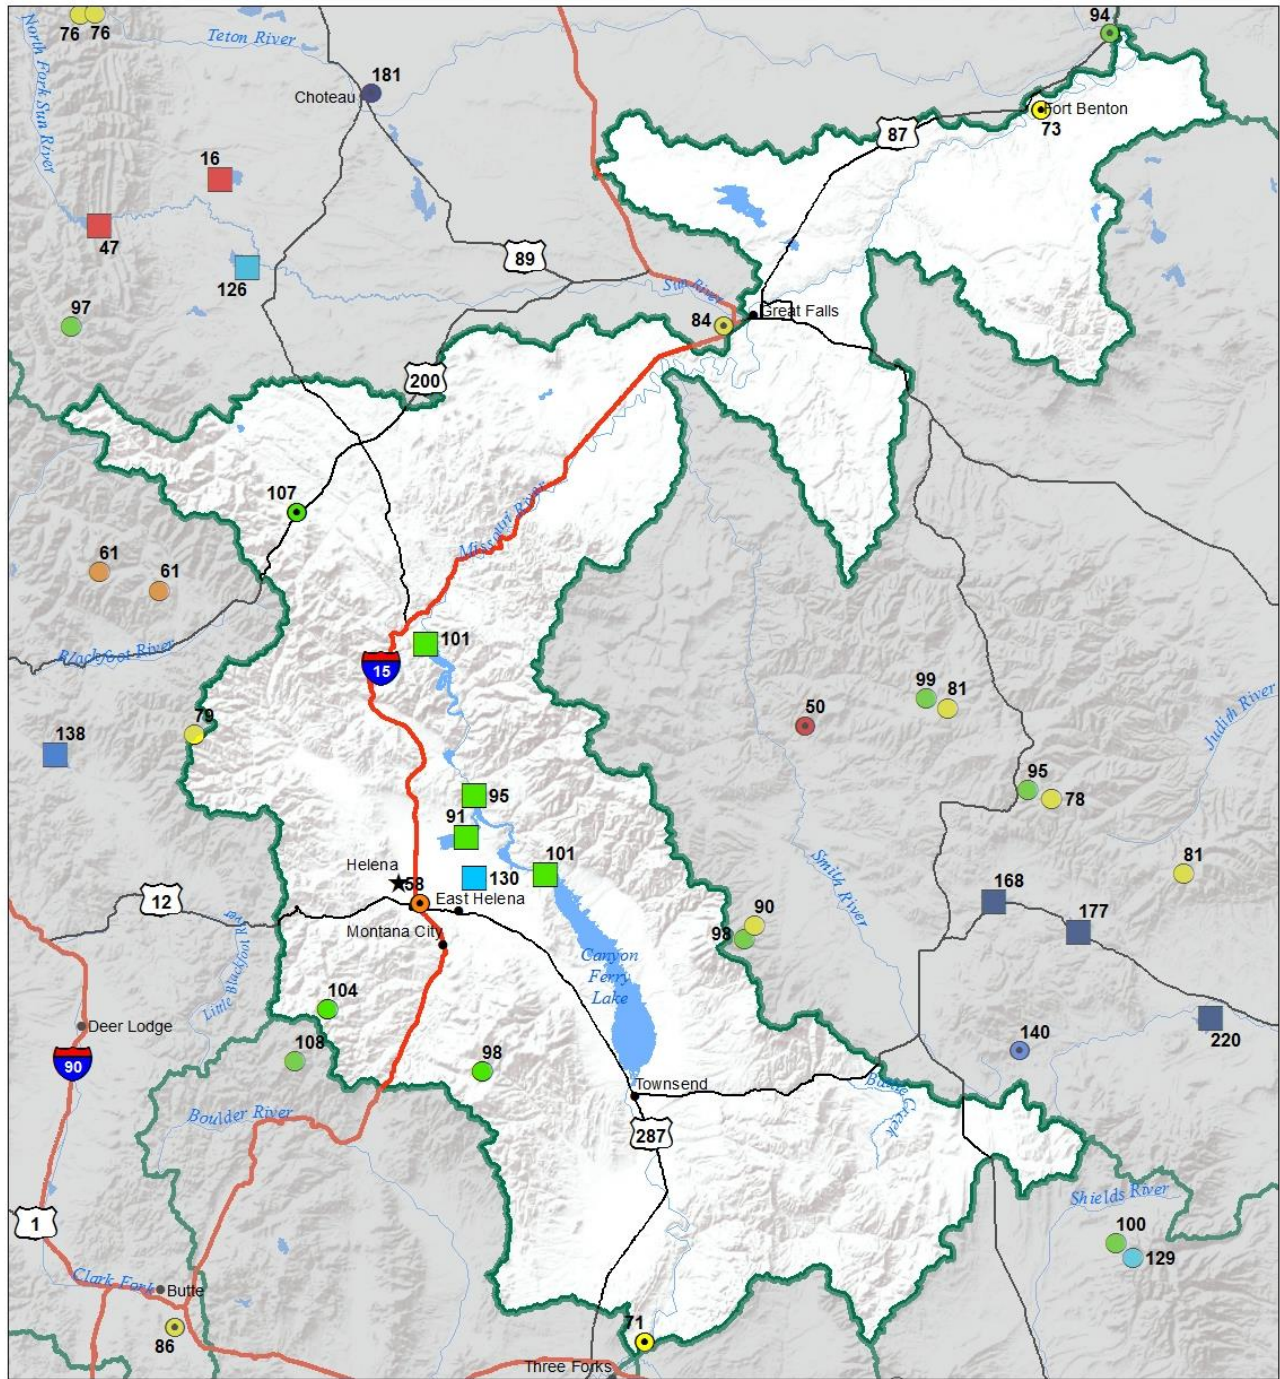 94
76 76
Teton River
North Fork Sun River
181
Choteau
Fort Benton
87
73
16
47
89
126
Sun River
97
84
Great Falls
200
107
Missouri River
61
61
Blackfoot River
101
15
99
81
50
79
138
Judith River
95
78
95
91
101
Helena
58
130
East Helena
81
12
168
177
Smith River
90
98
Montana City
Canyon
Ferry
Lake
Little Blackfoot River
104
Deer Lodge
220
140
108
98
90
Townsend
Battle Creek
Boulder River
287
Shields River
1
100
129
Clark Fork
Butte
71
86
Three Forks